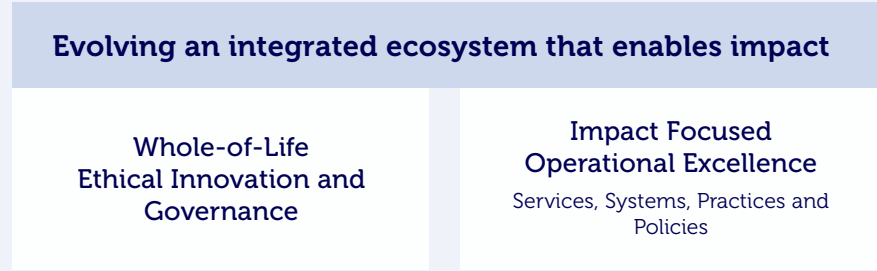 Evolving an integrated ecosystem that enables impact
Whole-of-Life
Ethical Innovation and
Governance
Impact Focused
Operational Excellence
Services, Systems, Practices and
Policies